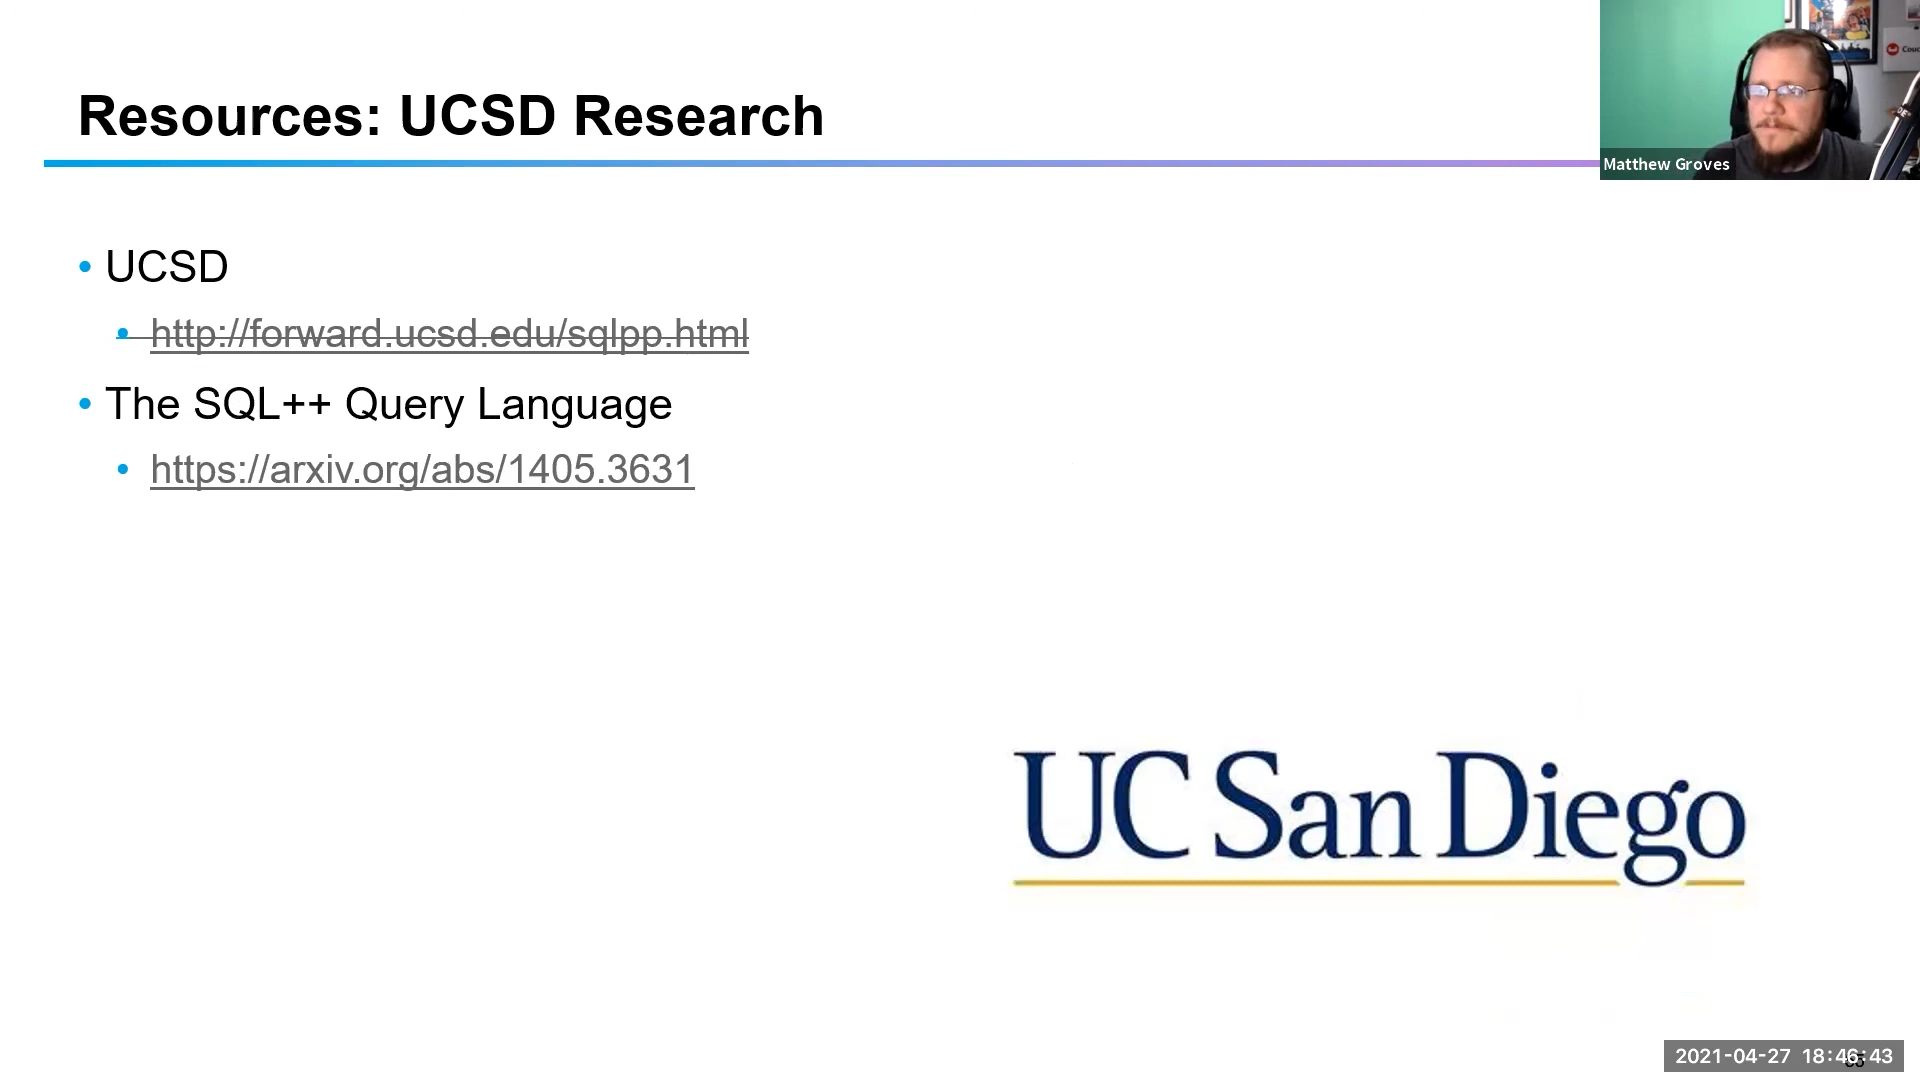 Resources: UCSD Research
Matthew Groves
UCSD
http://forward.ucsd.edu/sqlpp.html
The SQL++ Query Language
https://arxiv.org/abs/1405.3631
UC San Diego
2021-04-27 18:46:43